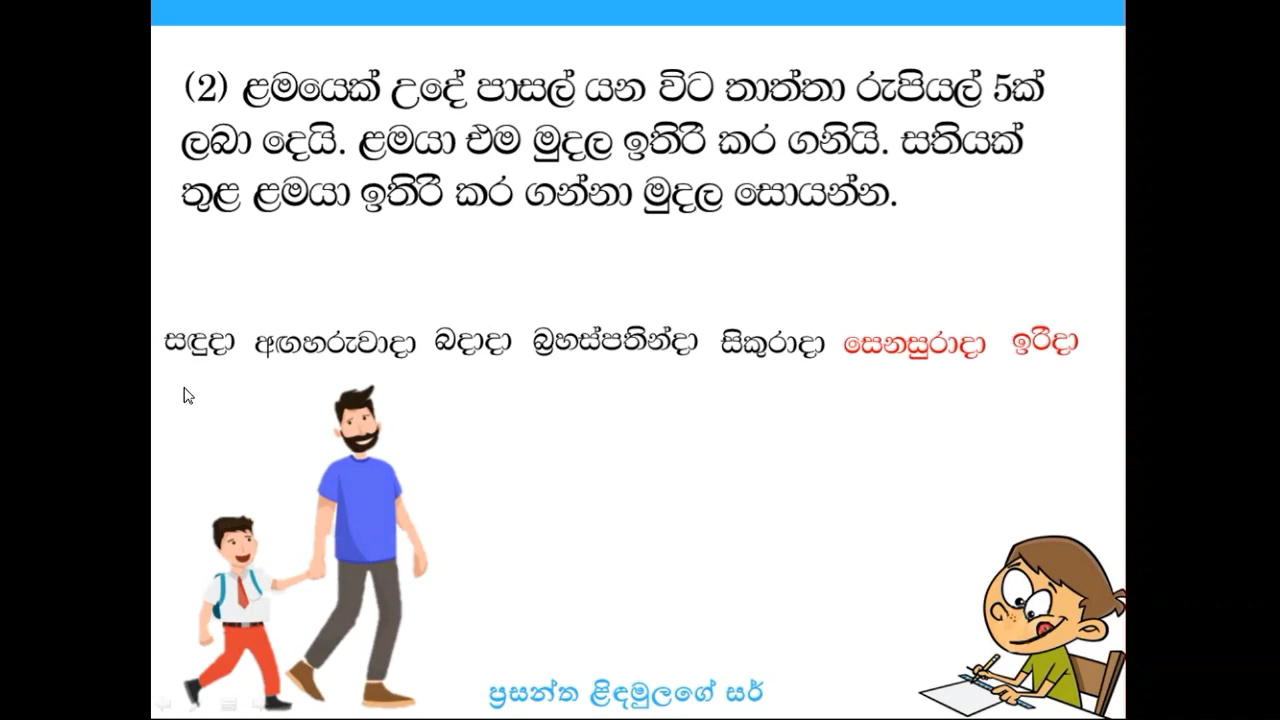 (2) ළමයෙක් උදේ පාසල් යන විට තාත්තා රුපියල් 5ක්
ලබා දෙයි. ළමයා එම මුදල ඉතිරි කර ගනියි. සතියක්
තුළ ළමයා ඉතිරි කර ගන්නා මුදල සොයන්න.
සඳුදා අඟහරුවාදා බදාදා බ්‍රහස්පතින්දා සිකුරාදා සෙනසුරාදා ඉරිදා
ප්‍රසන්ත ළිඳමුලගේ සර්